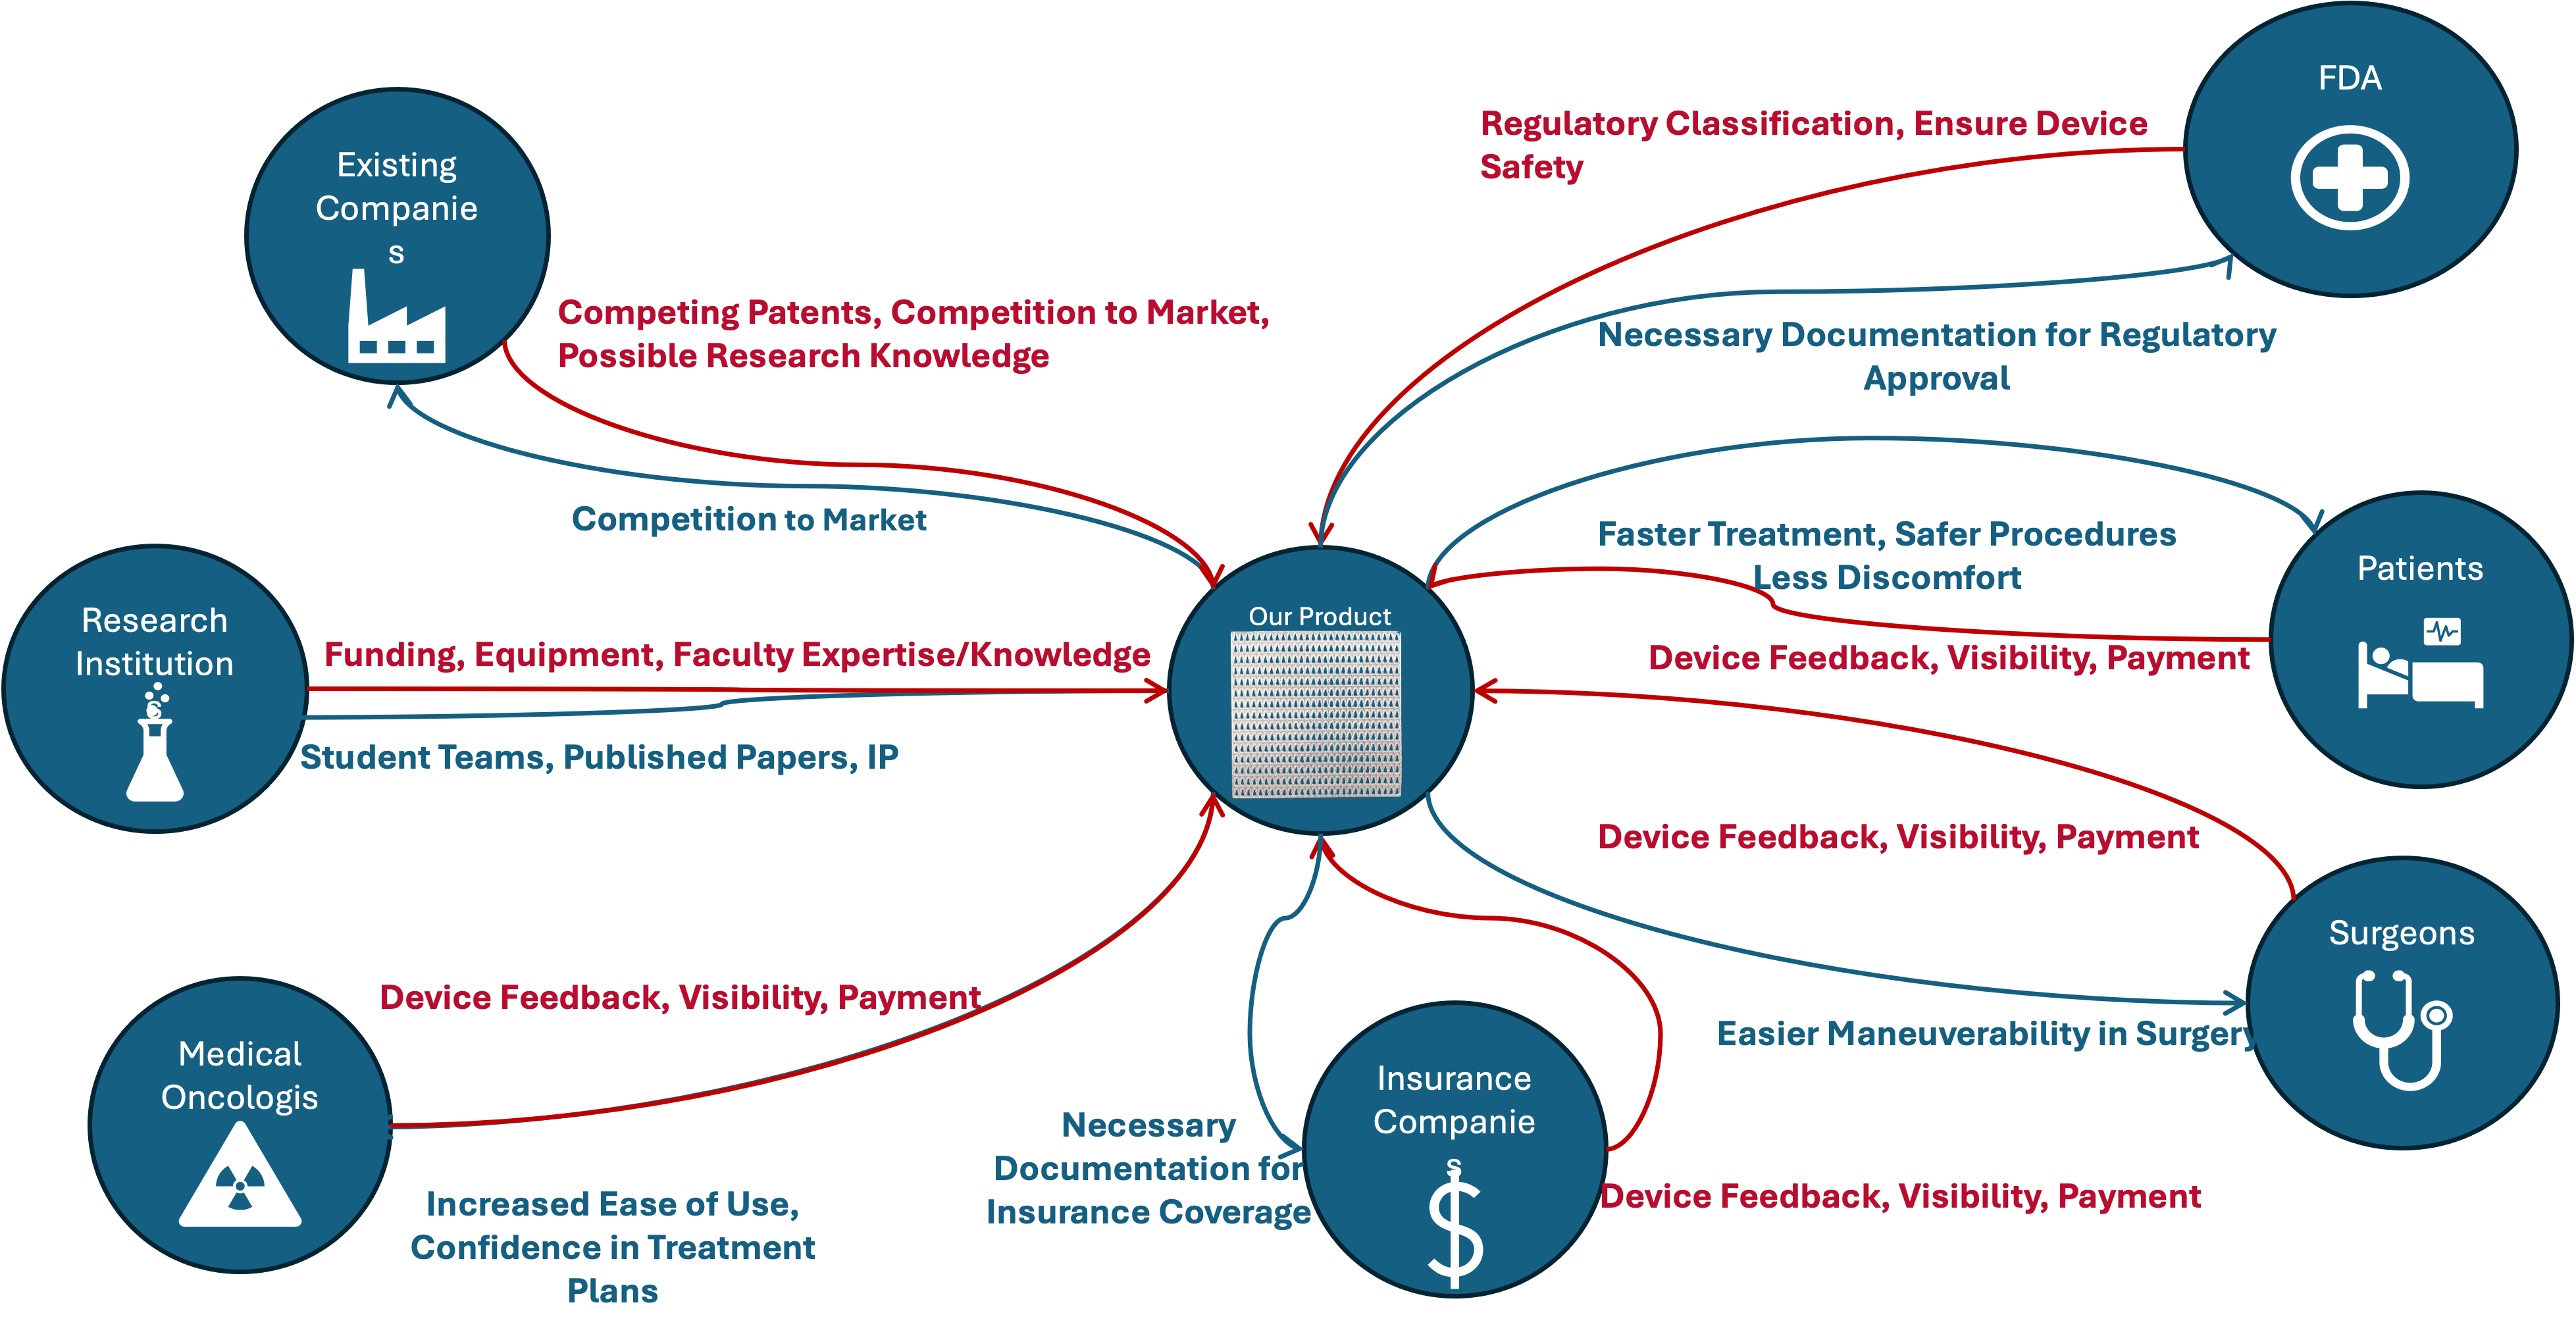 FDA
Regulatory Classification, Ensure Device
Safety
Existing
Companie
s
Competing Patents, Competition to Market,
Possible Research Knowledge
Necessary Documentation for Regulatory
Approval
Competition to Market
Faster Treatment, Safer Procedures
Less Discomfort
Patients
Our Product
Research
Institution
s
Funding, Equipment, Faculty Expertise/Knowledge
Device Feedback, Visibility, Payment
Student Teams, Published Papers, IP
Device Feedback, Visibility, Payment
Surgeons
Device Feedback, Visibility, Payment
Easier Maneuverability in Surgery
Medical
Oncologis
Insurance
Companie
s
Necessary
Documentation for
Insurance Coverage
Device Feedback, Visibility, Payment
Increased Ease of Use,
Confidence in Treatment
Plans